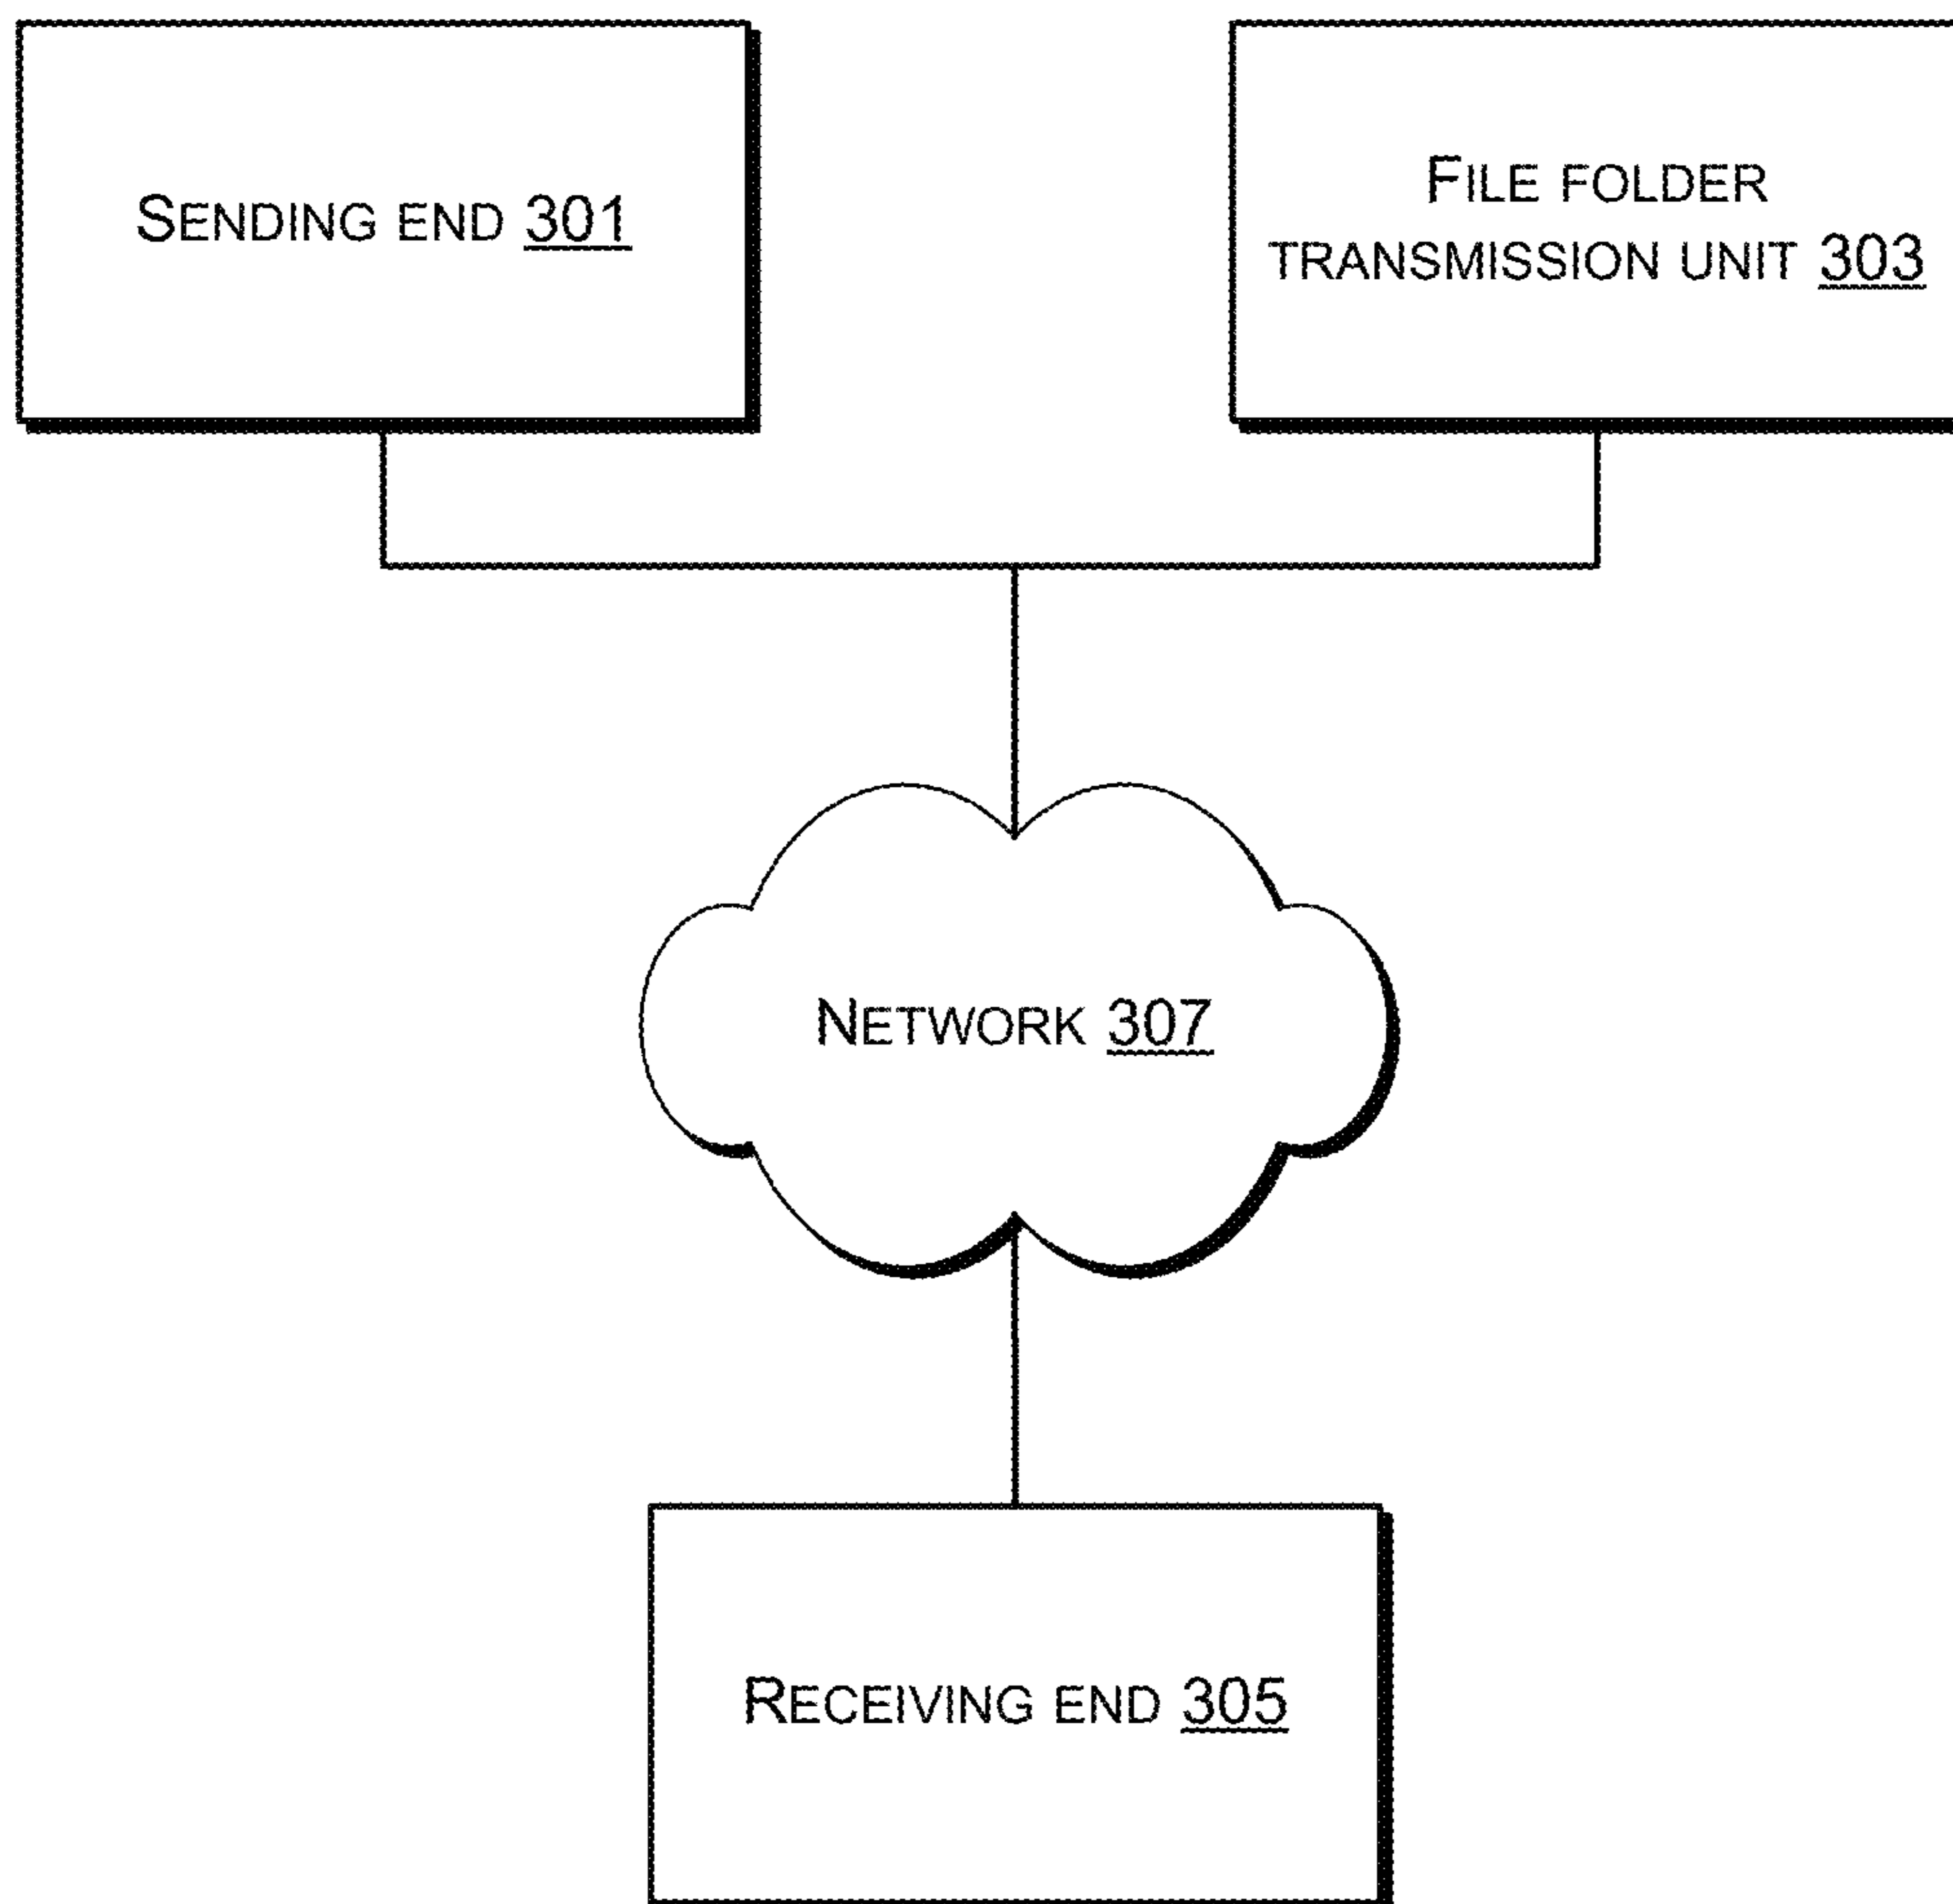 SENDING END 301
FILE FOLDER
TRANSMISSION UNIT 303
NETWORK 307
RECEIVING END 305